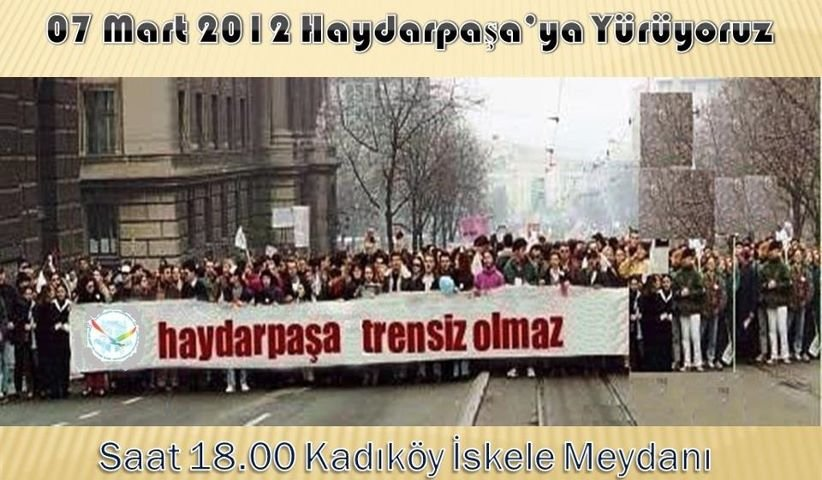 07 Mart 2012 Haydarpaşa'ya Yürüyoruz
haydarpaşa trensiz olmaz
Saat 18.00 Kadıköy İskele Meydanı